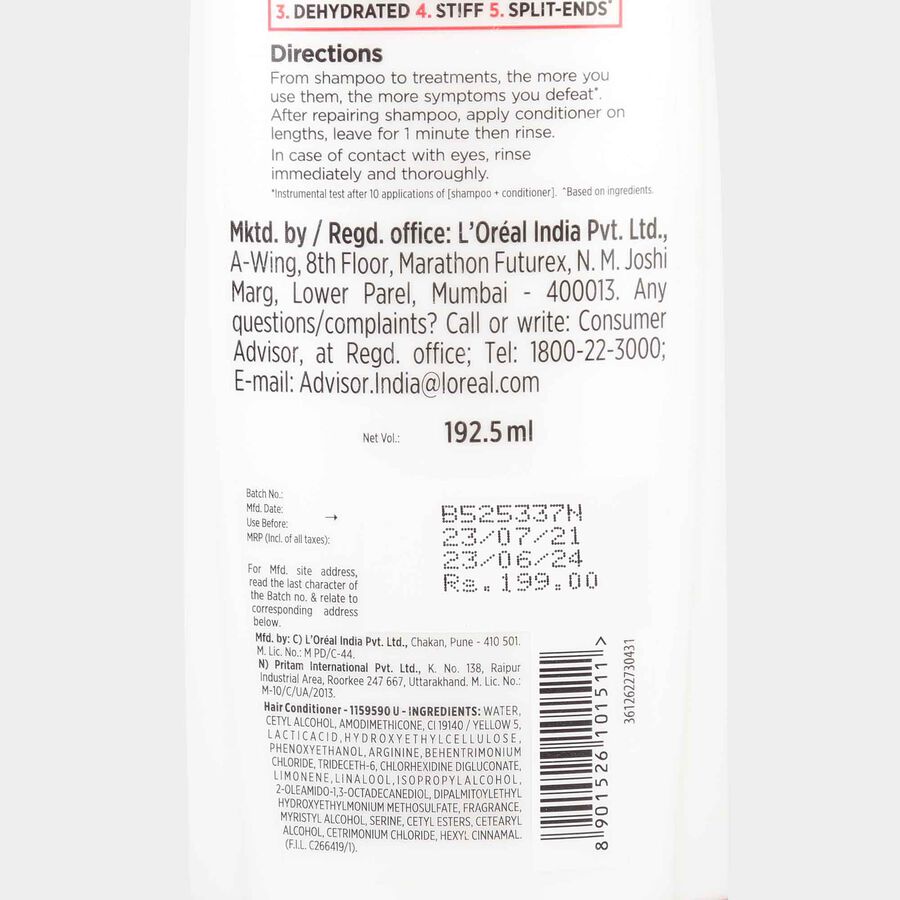 3. DEHYDRATED 4. STIFF 5. SPLIT-ENDS*
Directions
From shampoo to treatments, the more you
use them, the more symptoms you defeat*.
After repairing shampoo, apply conditioner on
lengths, leave for 1 minute then rinse.
In case of contact with eyes, rinse
immediately and thoroughly.
*Instrumental test after 10 applications of [shampoo + conditioner]. ^Based on ingredients.
Mktd. by / Regd. office: L'Oréal India Pvt. Ltd.,
A-Wing, 8th Floor, Marathon Futurex, N. M. Joshi
Marg, Lower Parel, Mumbai - 400013. Any
questions/complaints? Call or write: Consumer
Advisor, at Regd. office; Tel: 1800-22-3000;
E-mail: Advisor.India@loreal.com
Net Vol.: 192.5 ml
Batch No.:
Mfd. Date:
Use Before: →
MRP (Incl. of all taxes):
B525337N
23/07/21
23/06/24
Rs.199.00
For Mfd. site address,
read the last character of
the Batch no. & relate to
corresponding address
below.
Mfd. by: C) L'Oréal India Pvt. Ltd., Chakan, Pune - 410 501.
M. Lic. No.: M PD/C-44.
N) Pritam International Pvt. Ltd., K. No. 138, Raipur
Industrial Area, Roorkee 247 667, Uttarakhand. M. Lic. No.:
M-10/C/UA/2013.
Hair Conditioner - 1159590 U - INGREDIENTS: WATER,
CETYL ALCOHOL, AMODIMETHICONE, CI 19140 / YELLOW 5,
LACTIC ACID, HYDROXYETHYLCELLULOSE,
PHENOXYETHANOL, ARGININE, BEHENTRIMONIUM
CHLORIDE, TRIDECETH-6, CHLORHEXIDINE DIGLUCONATE,
LIMONENE, LINALOOL, ISOPROPYL ALCOHOL,
2-OLEAMIDO-1,3-OCTADECANEDIOL, DIPALMITOYLETHYL
HYDROXYETHYLMONIUM METHOSULFATE, FRAGRANCE,
MYRISTYL ALCOHOL, SERINE, CETYL ESTERS, CETEARYL
ALCOHOL, CETRIMONIUM CHLORIDE, HEXYL CINNAMAL.
(F.I.L. C266419/1).
8 901526 101511 >
3612622730431